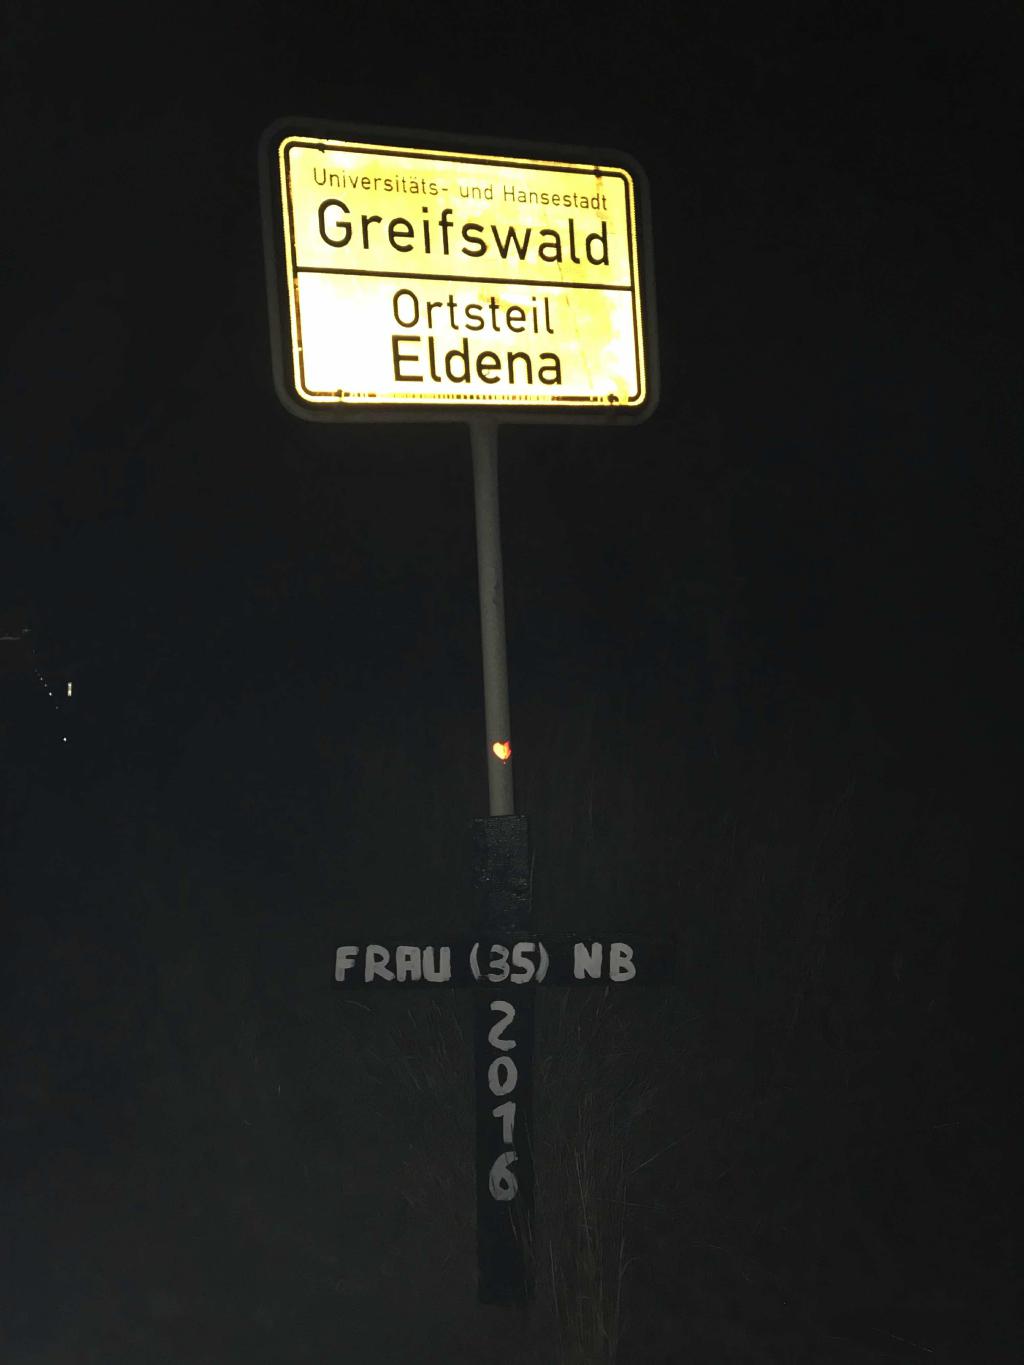 Universitäts- und Hansestadt
Greifswald
Ortsteil
Eldena
FRAU (35) NB
2016